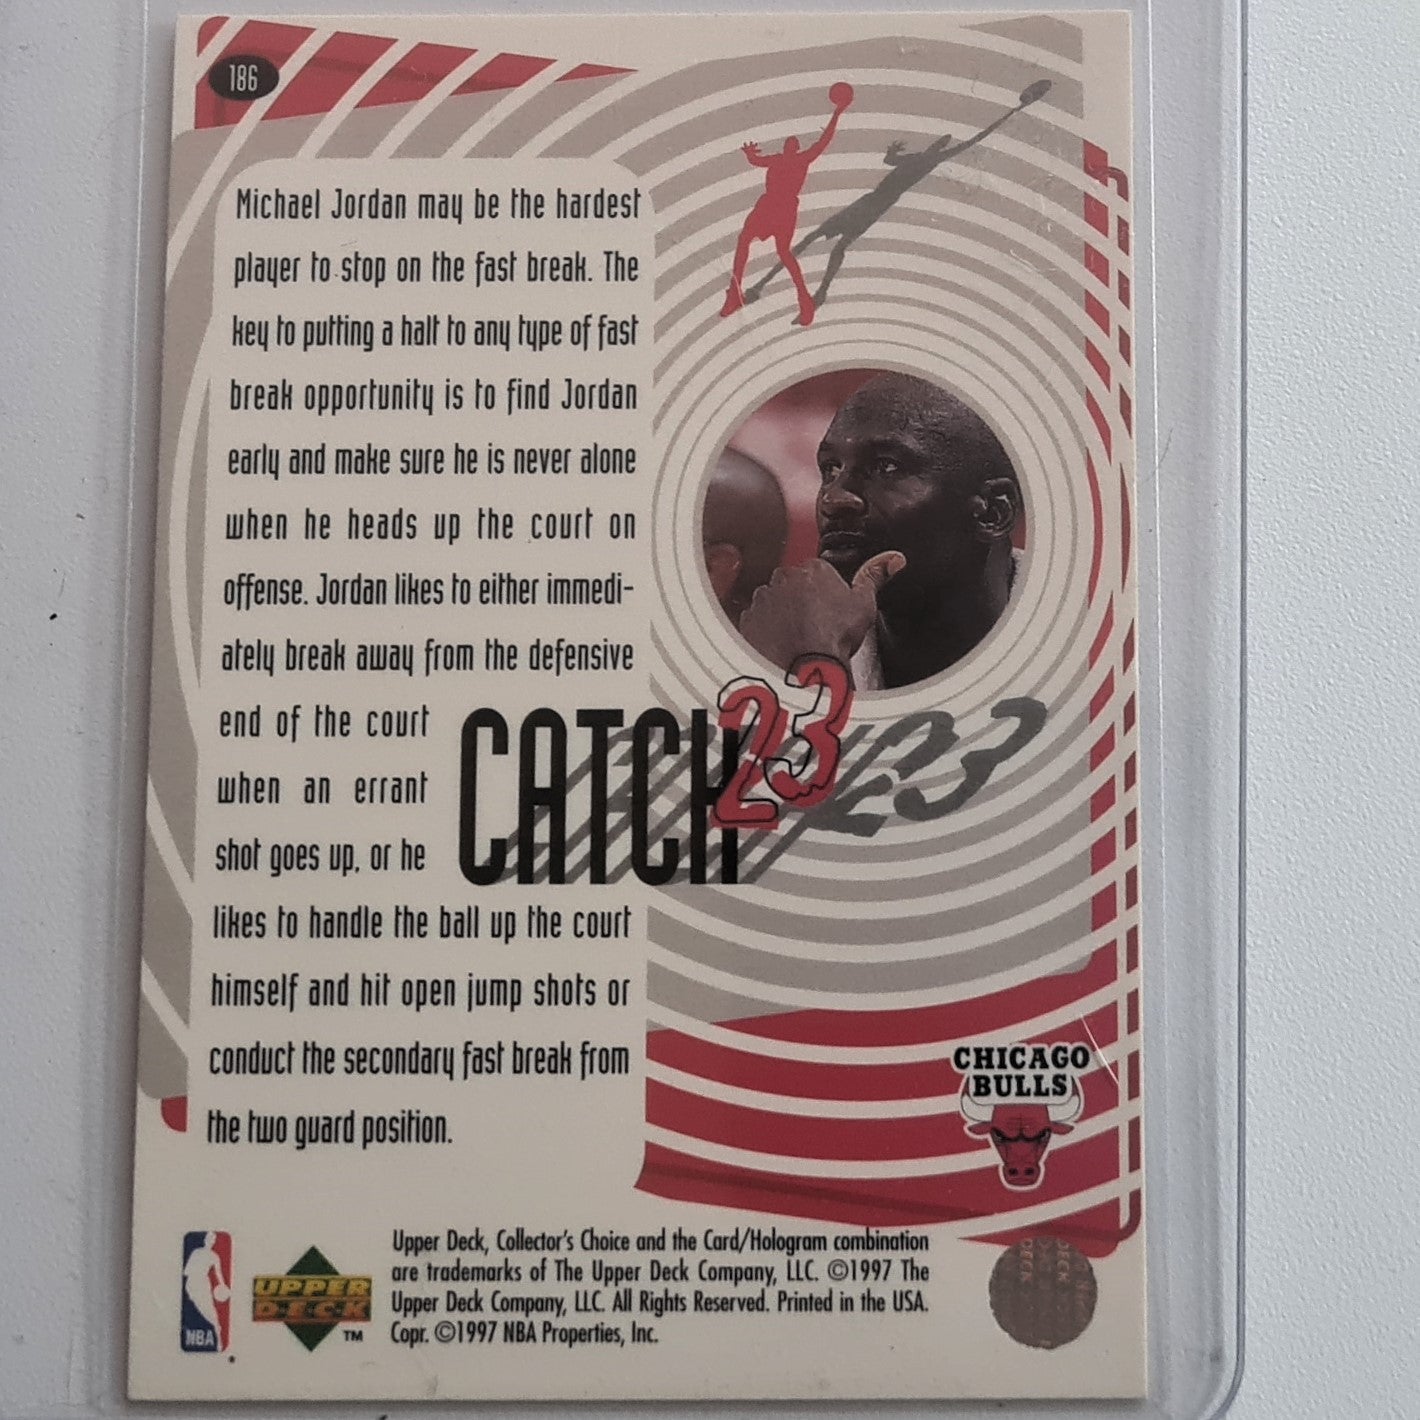 186
Michael Jordan may be the hardest
player to stop on the fast break. The
key to putting a halt to any type of fast
break opportunity is to find Jordan
early and make sure he is never alone
when he heads up the court on
offense. Jordan likes to either immedi-
ately break away from the defensive
end of the court
when an errant
shot goes up, or he
likes to handle the ball up the court
himself and hit open jump shots or
conduct the secondary fast break from
the two guard position.
CATCH 23
CHICAGO
BULLS
NBA
UPPER
DECK
TM
Upper Deck, Collector's Choice and the Card/Hologram combination
are trademarks of The Upper Deck Company, LLC. ©1997 The
Upper Deck Company, LLC. All Rights Reserved. Printed in the USA.
Copr. ©1997 NBA Properties, Inc.